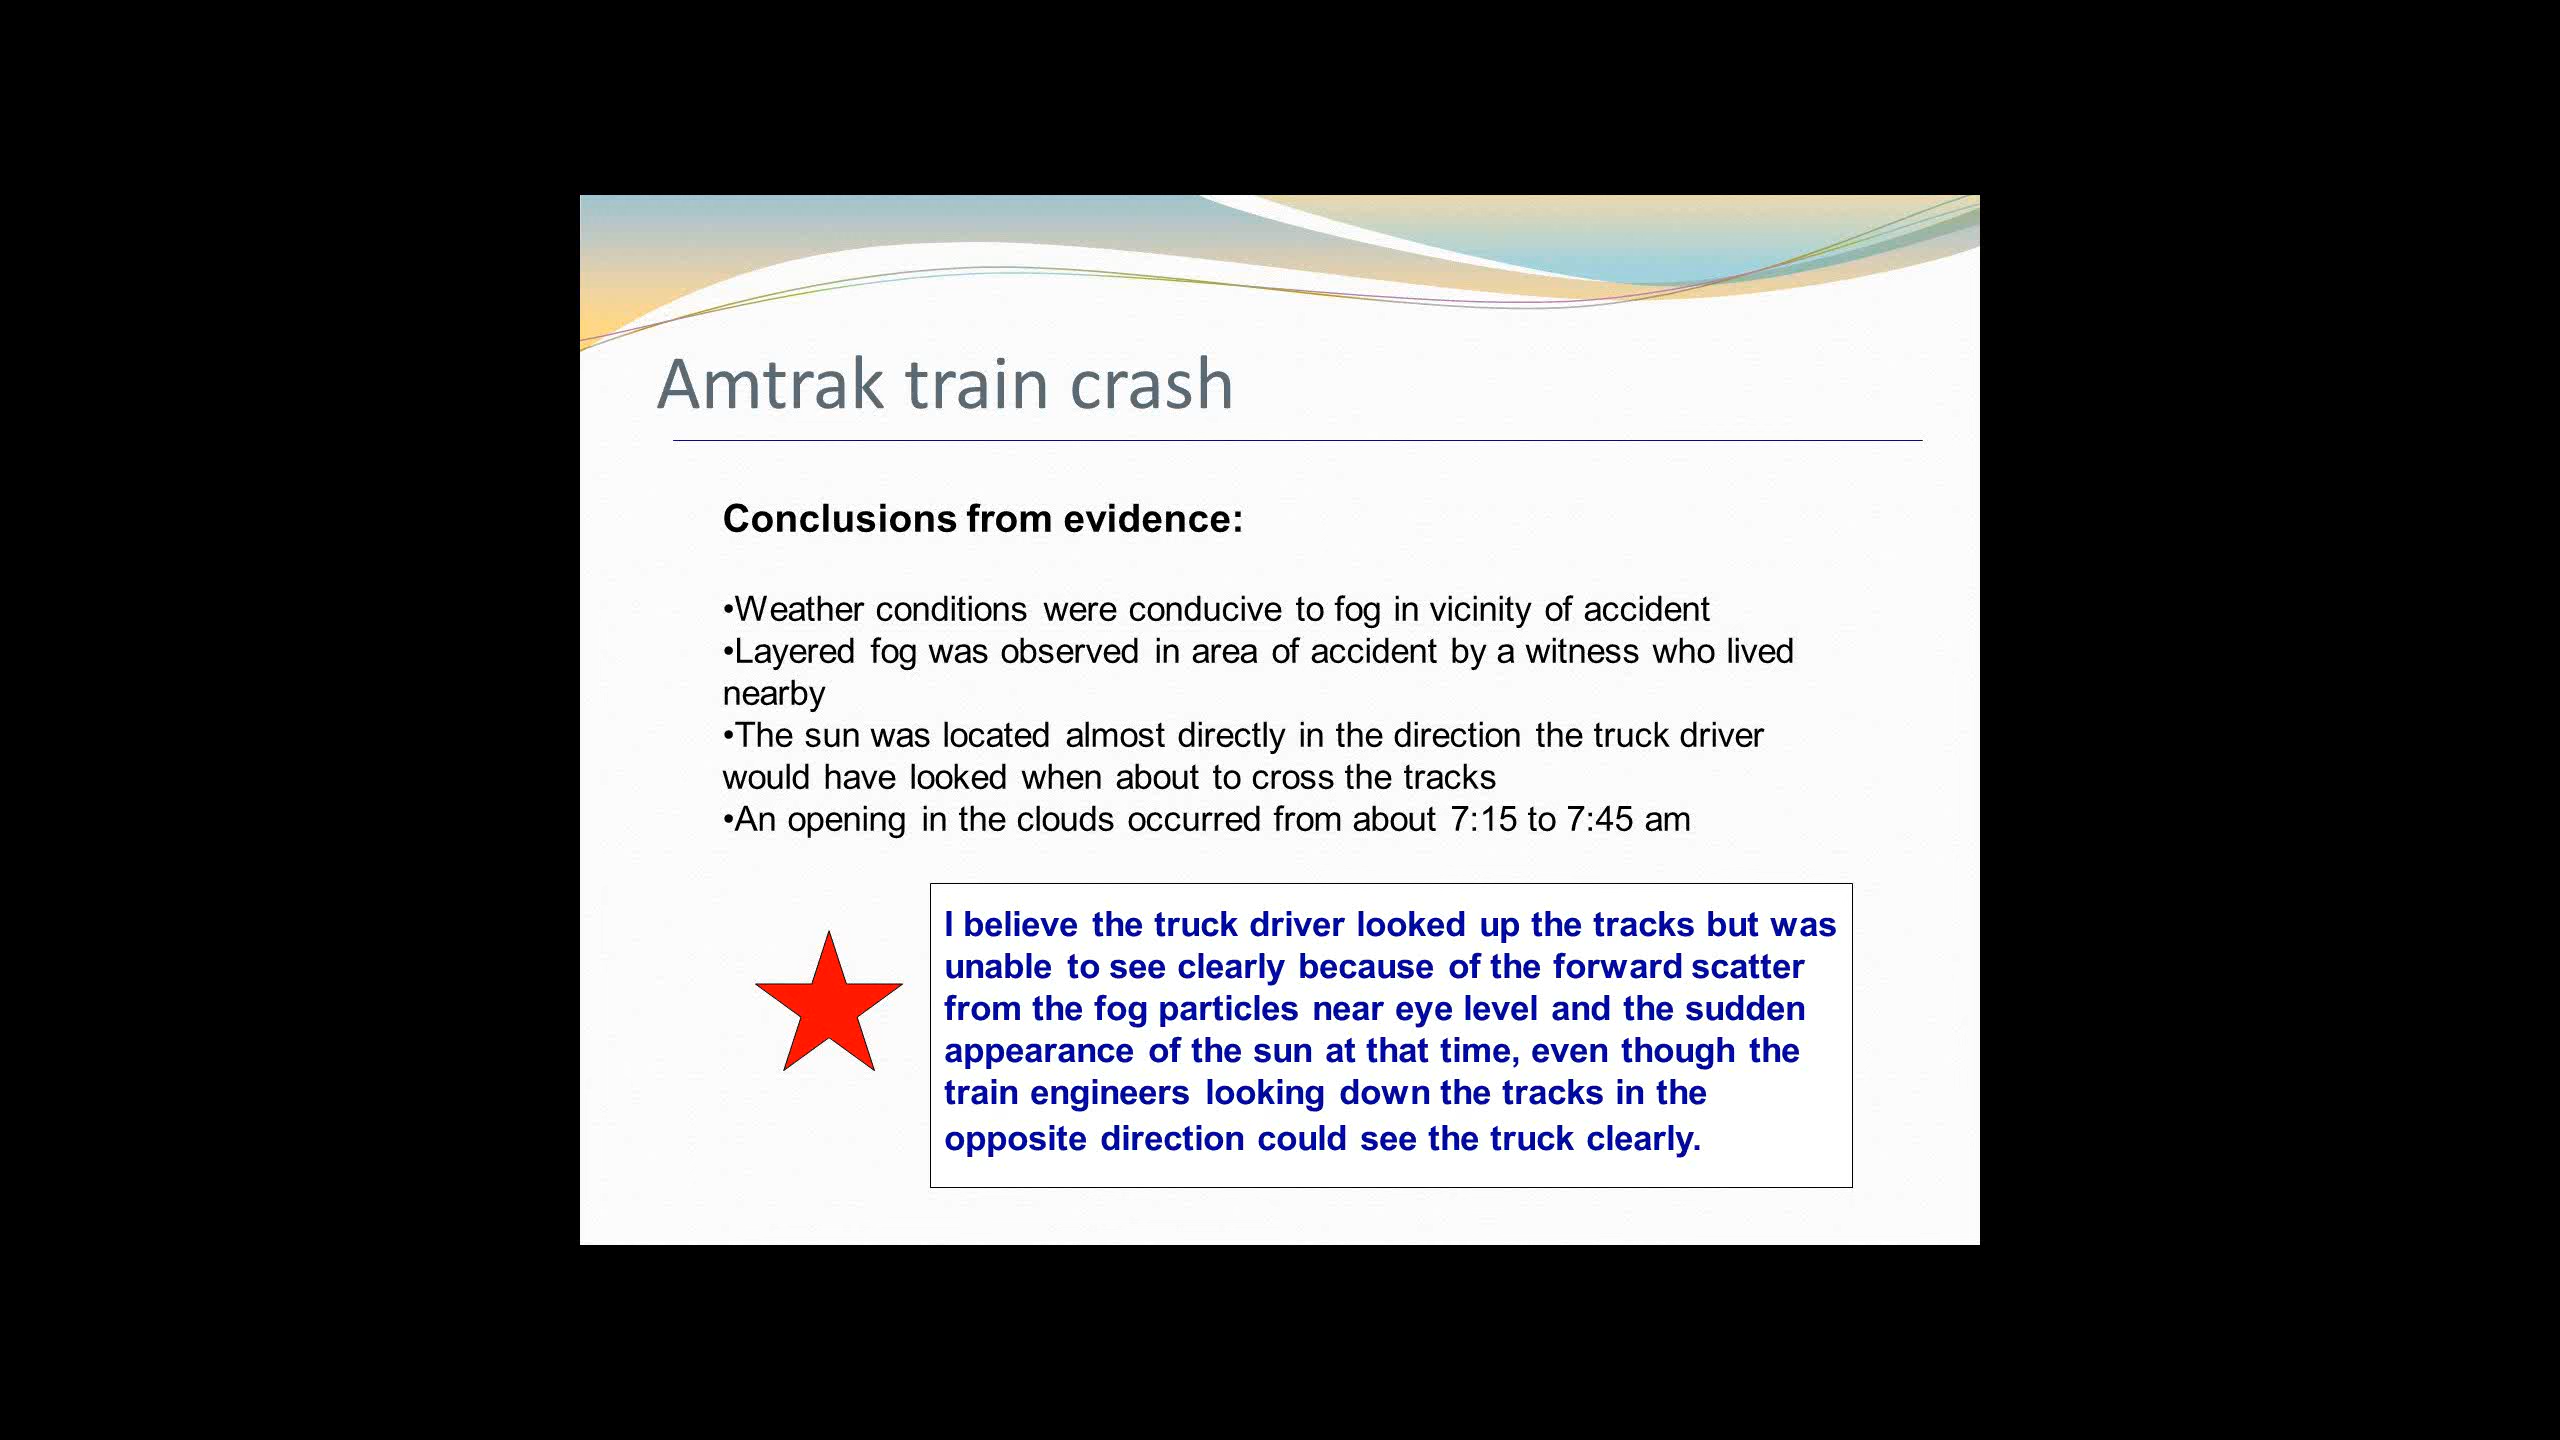 Amtrak train crash
Conclusions from evidence:
•Weather conditions were conducive to fog in vicinity of accident
•Layered fog was observed in area of accident by a witness who lived
nearby
•The sun was located almost directly in the direction the truck driver
would have looked when about to cross the tracks
•An opening in the clouds occurred from about 7:15 to 7:45 am
I believe the truck driver looked up the tracks but was
unable to see clearly because of the forward scatter
from the fog particles near eye level and the sudden
appearance of the sun at that time, even though the
train engineers looking down the tracks in the
opposite direction could see the truck clearly.